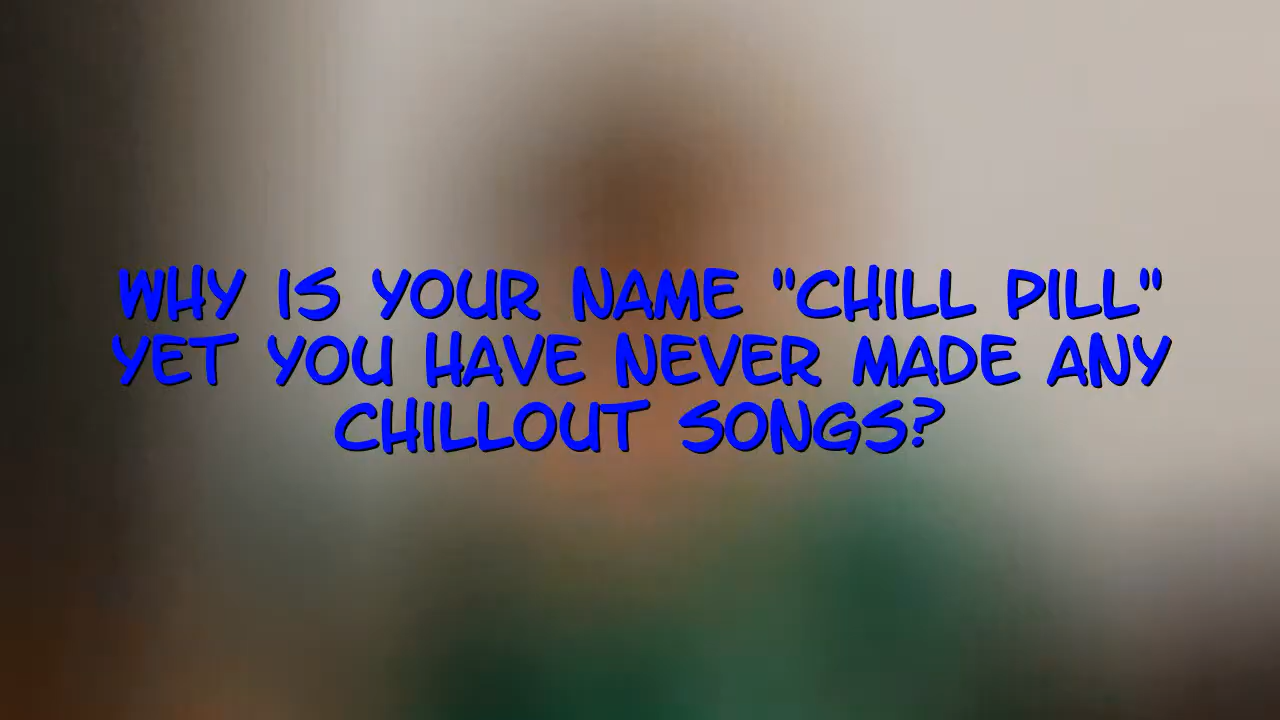 WHY IS YOUR NAME "CHILL PILL"
YET YOU HAVE NEVER MADE ANY
CHILLOUT SONGS?